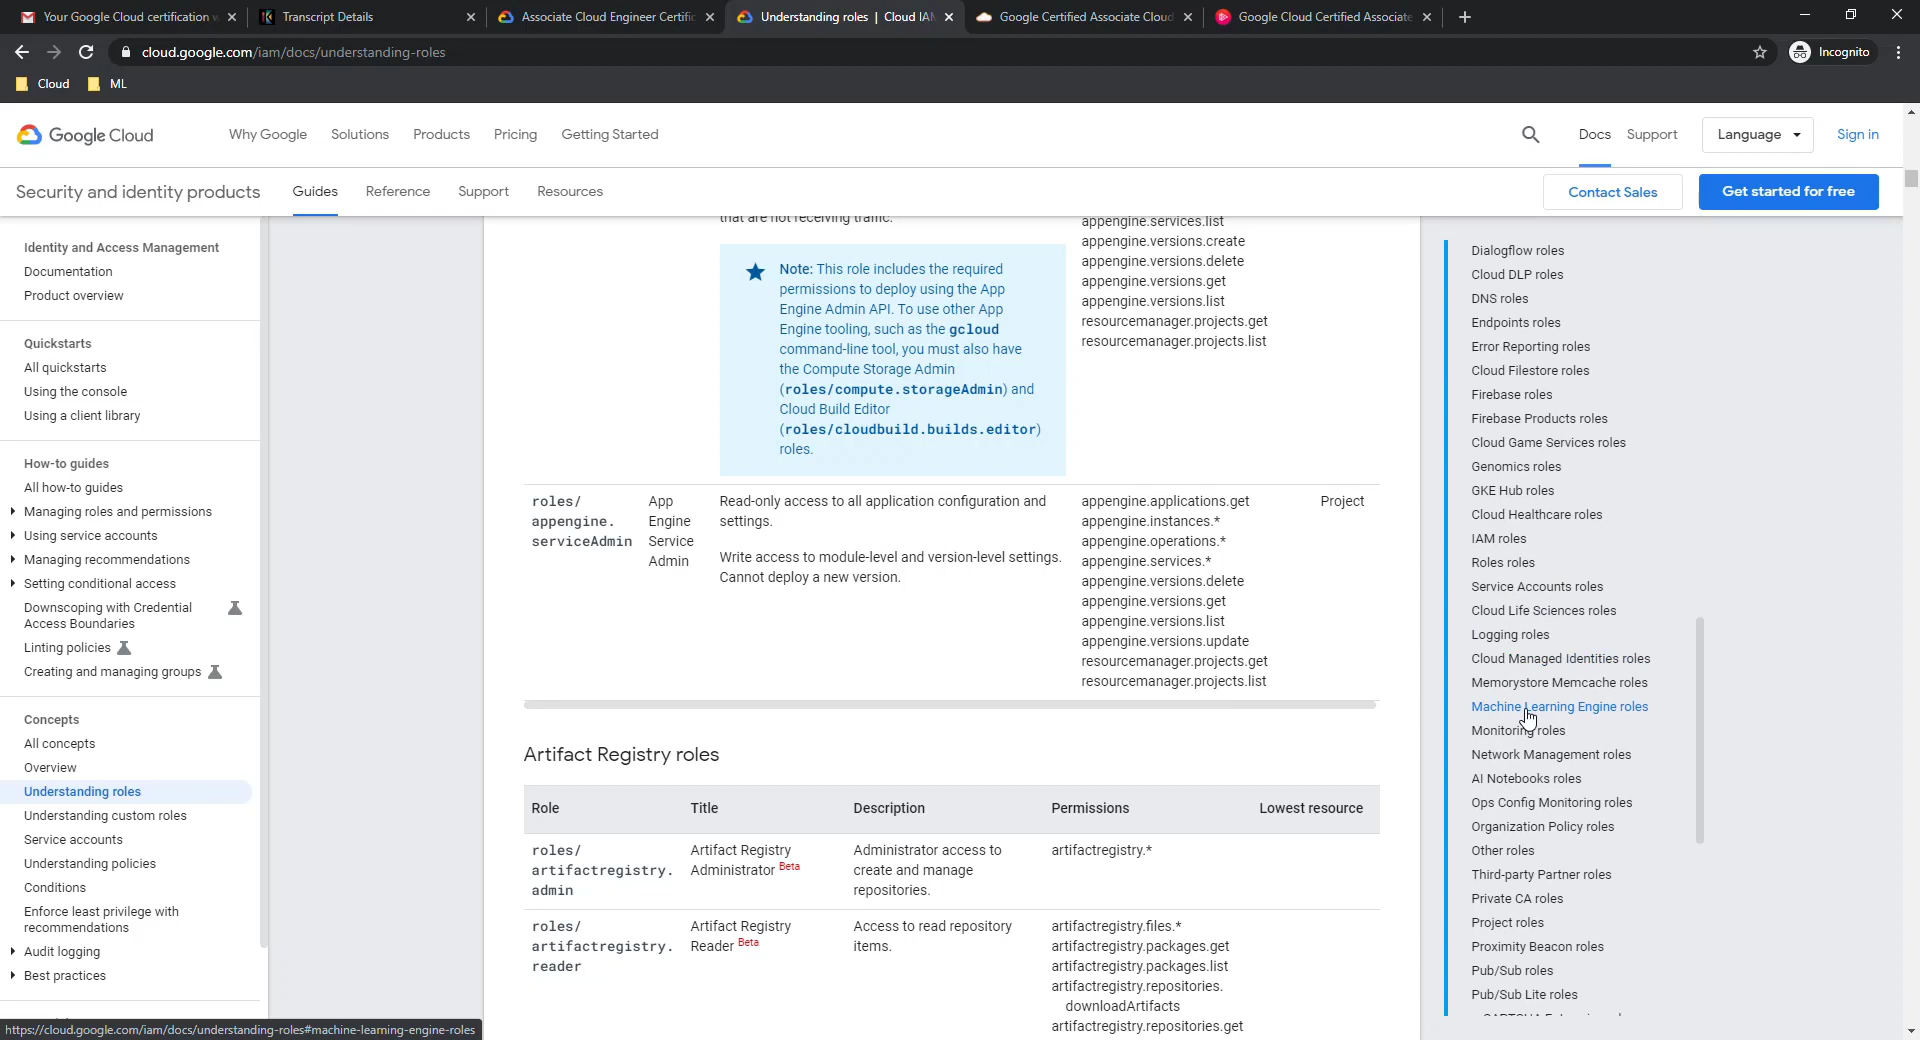 Your Google Cloud certification
Transcript Details
Associate Cloud Engineer Certific
Understanding roles | Cloud IAM
Google Certified Associate Cloud
Google Cloud Certified Associate
cloud.google.com/iam/docs/understanding-roles
Incognito
Cloud
ML
Google Cloud
Why Google
Solutions
Products
Pricing
Getting Started
Docs
Support
Language
Sign in
Security and identity products
Guides
Reference
Support
Resources
Contact Sales
Get started for free
Identity and Access Management
Documentation
Product overview
Quickstarts
All quickstarts
Using the console
Using a client library
How-to guides
All how-to guides
Managing roles and permissions
Using service accounts
Managing recommendations
Setting conditional access
Downscoping with Credential
Access Boundaries
Linting policies
Creating and managing groups
Concepts
All concepts
Overview
Understanding roles
Understanding custom roles
Service accounts
Understanding policies
Conditions
Enforce least privilege with
recommendations
Audit logging
Best practices
https://cloud.google.com/iam/docs/understanding-roles#machine-learning-engine-roles
that are not receiving traffic.
Note: This role includes the required
permissions to deploy using the App
Engine Admin API. To use other App
Engine tooling, such as the gcloud
command-line tool, you must also have
the Compute Storage Admin
(roles/compute.storageAdmin) and
Cloud Build Editor
(roles/cloudbuild.builds.editor)
roles.
appengine.services.list
appengine.versions.create
appengine.versions.delete
appengine.versions.get
appengine.versions.list
resourcemanager.projects.get
resourcemanager.projects.list
roles/
appengine.
serviceAdmin
App
Engine
Service
Admin
Read-only access to all application configuration and
settings.
Write access to module-level and version-level settings.
Cannot deploy a new version.
appengine.applications.get
appengine.instances.*
appengine.operations.*
appengine.services.*
appengine.versions.delete
appengine.versions.get
appengine.versions.list
appengine.versions.update
resourcemanager.projects.get
resourcemanager.projects.list
Project
Artifact Registry roles
Role
Title
Description
Permissions
Lowest resource
roles/
artifactregistry.
admin
Artifact Registry
Administrator Beta
Administrator access to
create and manage
repositories.
artifactregistry.*
roles/
artifactregistry.
reader
Artifact Registry
Reader Beta
Access to read repository
items.
artifactregistry.files.*
artifactregistry.packages.get
artifactregistry.packages.list
artifactregistry.repositories.
downloadArtifacts
artifactregistry.repositories.get
Dialogflow roles
Cloud DLP roles
DNS roles
Endpoints roles
Error Reporting roles
Cloud Filestore roles
Firebase roles
Firebase Products roles
Cloud Game Services roles
Genomics roles
GKE Hub roles
Cloud Healthcare roles
IAM roles
Roles roles
Service Accounts roles
Cloud Life Sciences roles
Logging roles
Cloud Managed Identities roles
Memorystore Memcache roles
Machine Learning Engine roles
Monitoring roles
Network Management roles
AI Notebooks roles
Ops Config Monitoring roles
Organization Policy roles
Other roles
Third-party Partner roles
Private CA roles
Project roles
Proximity Beacon roles
Pub/Sub roles
Pub/Sub Lite roles